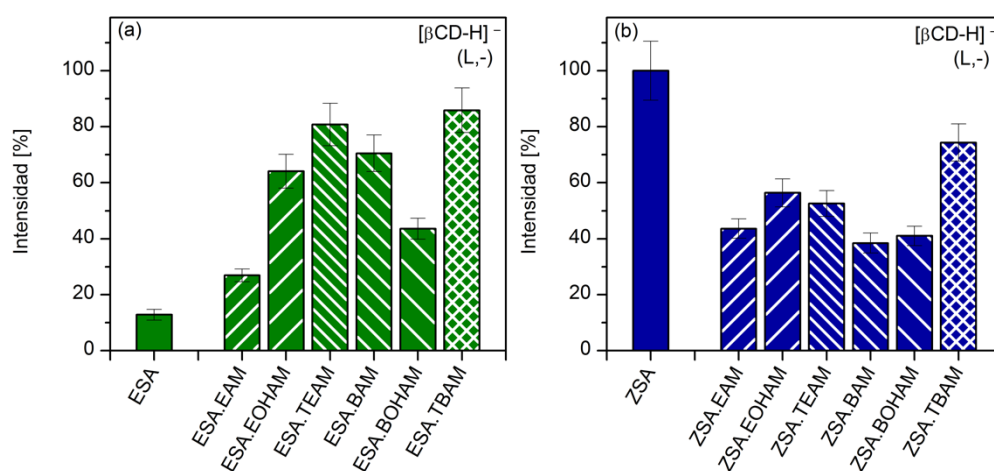 (a)
[βCD-H] –
(L,-)
Intensidad [%]
100
80
60
40
20
0
ESA
ESA.EAM
ESA.EOHAM
ESA.TEAM
ESA.BAM
ESA.BOHAM
ESA.TBAM
(b)
[βCD-H] –
(L,-)
Intensidad [%]
100
80
60
40
20
0
ZSA
ZSA.EAM
ZSA.EOHAM
ZSA.TEAM
ZSA.BAM
ZSA.BOHAM
ZSA.TBAM